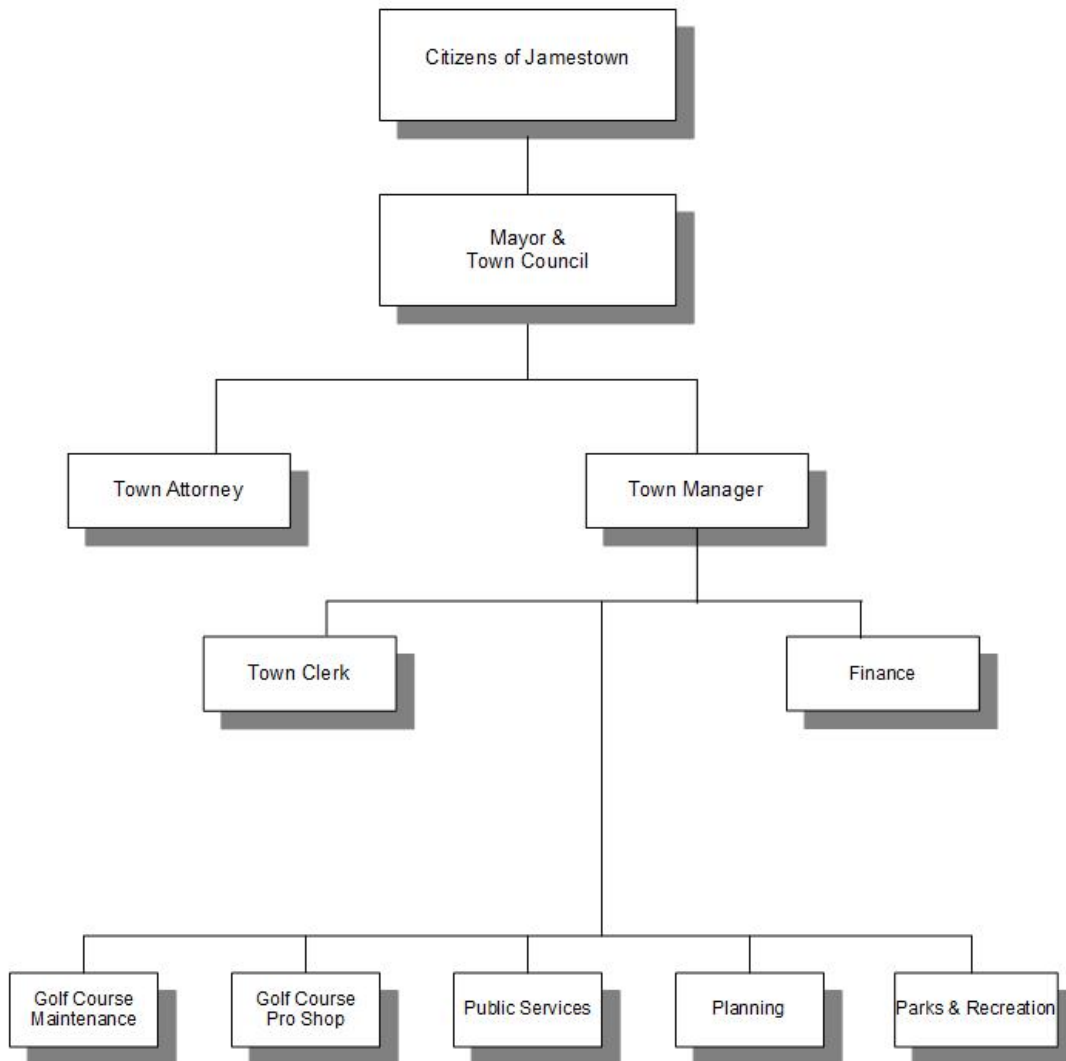 Citizens of Jamestown
Mayor &
Town Council
Town Attorney
Town Manager
Town Clerk
Finance
Golf Course
Maintenance
Golf Course
Pro Shop
Public Services
Planning
Parks & Recreation